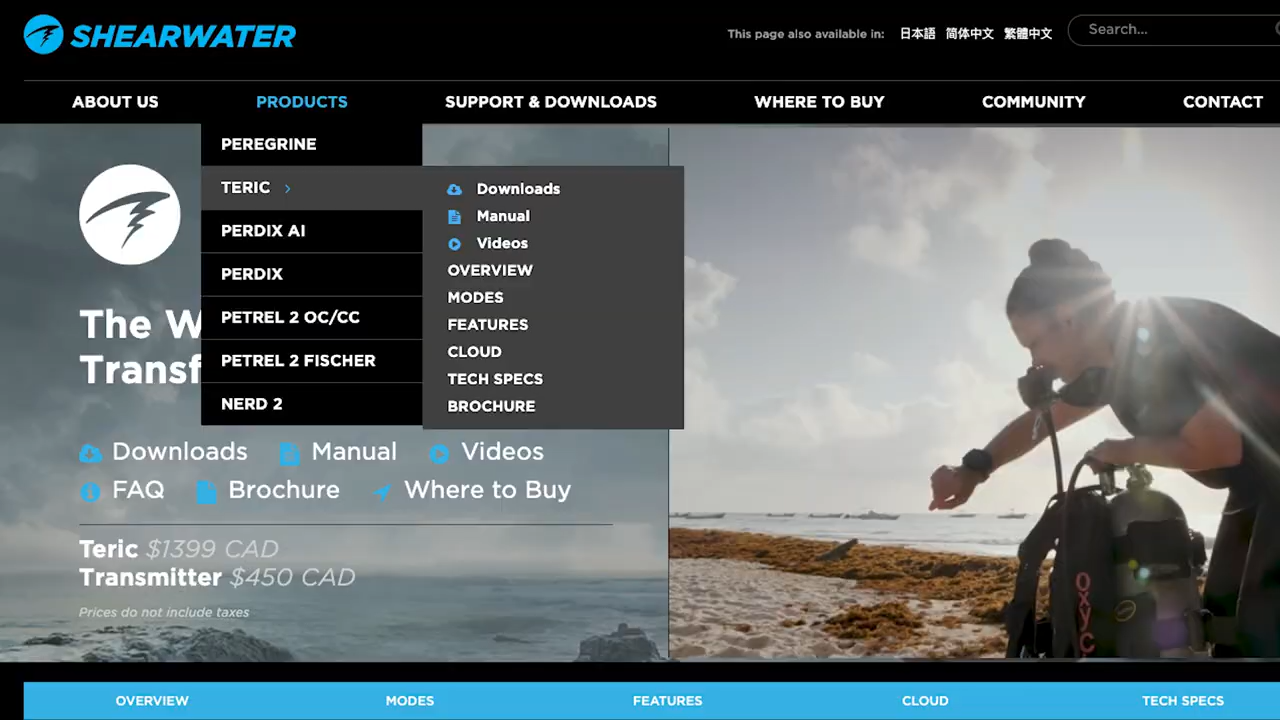 SHEARWATER
This page also available in: 日本語 简体中文 繁體中文
Search...
ABOUT US PRODUCTS SUPPORT & DOWNLOADS WHERE TO BUY COMMUNITY CONTACT
PEREGRINE
TERIC
PERDIX AI
PERDIX
PETREL 2 OC/CC
PETREL 2 FISCHER
NERD 2
Downloads
Manual
Videos
OVERVIEW
MODES
FEATURES
CLOUD
TECH SPECS
BROCHURE
The
Downloads Manual Videos
FAQ Brochure Where to Buy
Teric $1399 CAD
Transmitter $450 CAD
Prices do not include taxes
OVERVIEW MODES FEATURES CLOUD TECH SPECS